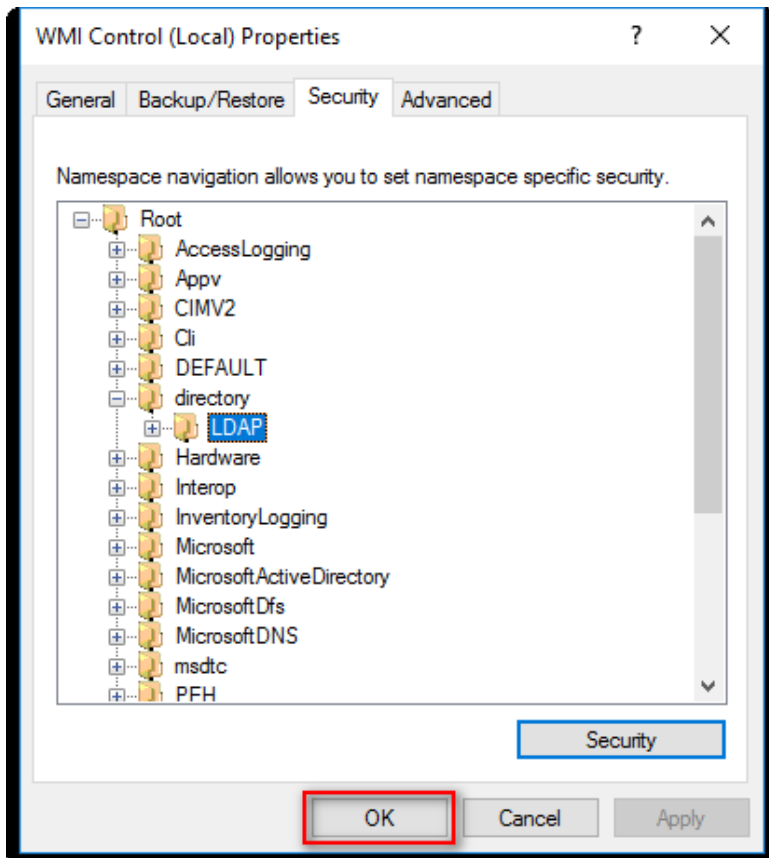 WMI Control (Local) Properties ? ×
General Backup/Restore Security Advanced
Namespace navigation allows you to set namespace specific security.
Root
AccessLogging
Appv
CIMV2
Cli
DEFAULT
directory
LDAP
Hardware
Interop
InventoryLogging
Microsoft
MicrosoftActiveDirectory
MicrosoftDfs
MicrosoftDNS
msdtc
PEH
Security
OK Cancel Apply